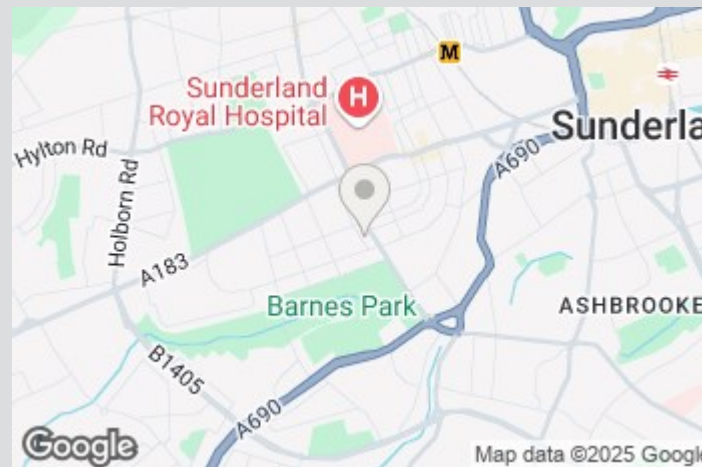 M
Sunderland
Royal Hospital
H
Sunderla
Hylton Rd
Holborn Rd
A690
A183
Barnes Park
ASHBROOKE
B1405
A690
Google
Map data ©2025 Google